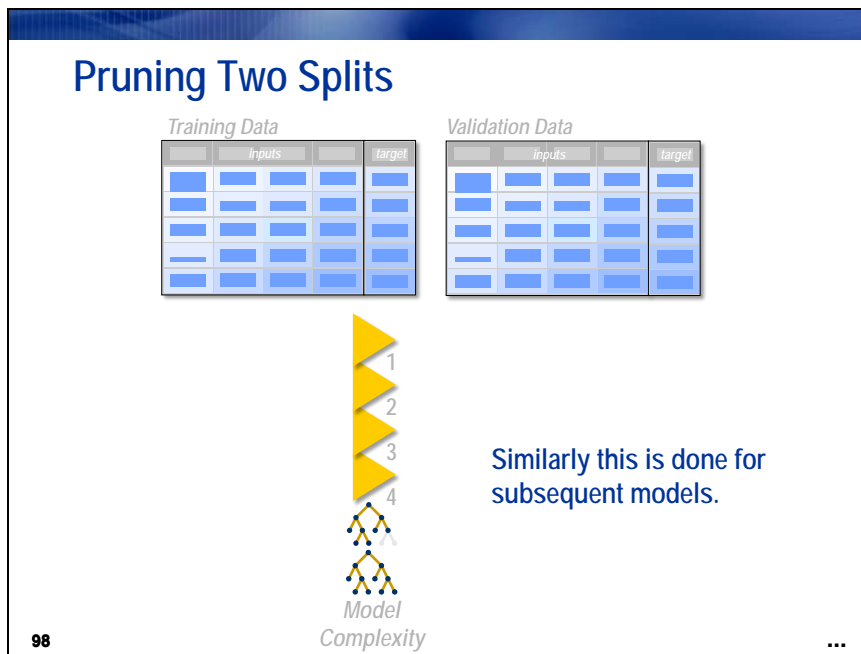 Pruning Two Splits
Training Data
Validation Data
inputs target
inputs target
1
2
3
4
Similarly this is done for
subsequent models.
Model
Complexity
98
...